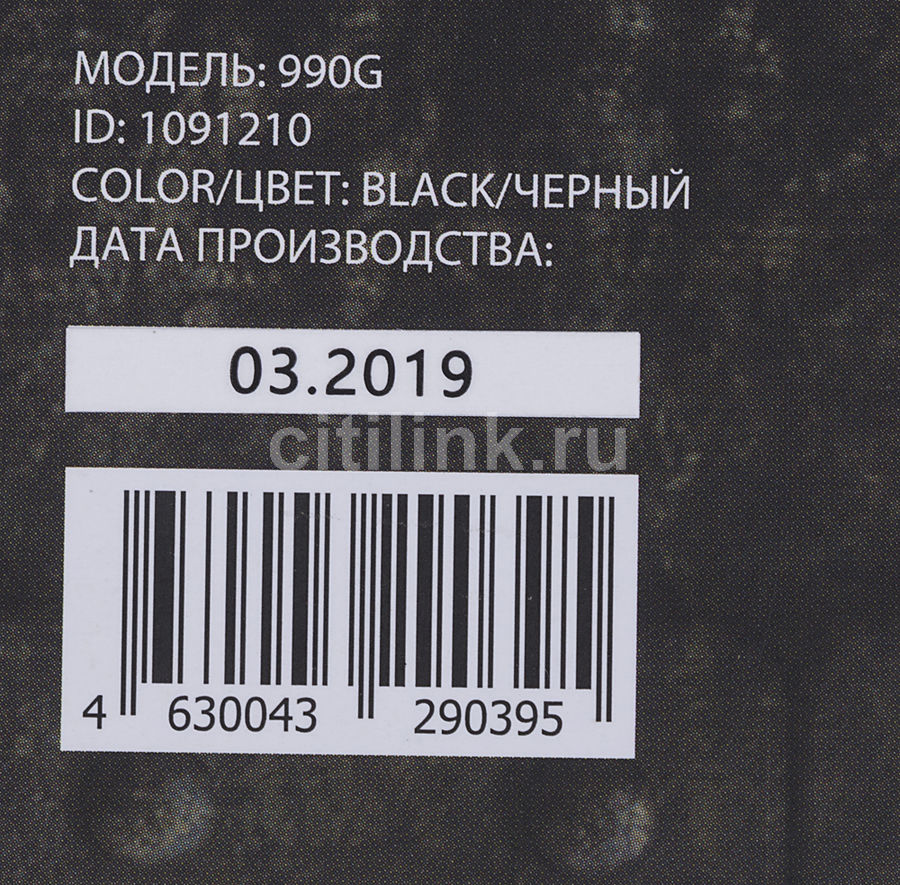 МОДЕЛЬ: 990G
ID: 1091210
COLOR/ЦВЕТ: BLACK/ЧЕРНЫЙ
ДАТА ПРОИЗВОДСТВА:
03.2019
citilink.ru
4 630043 290395